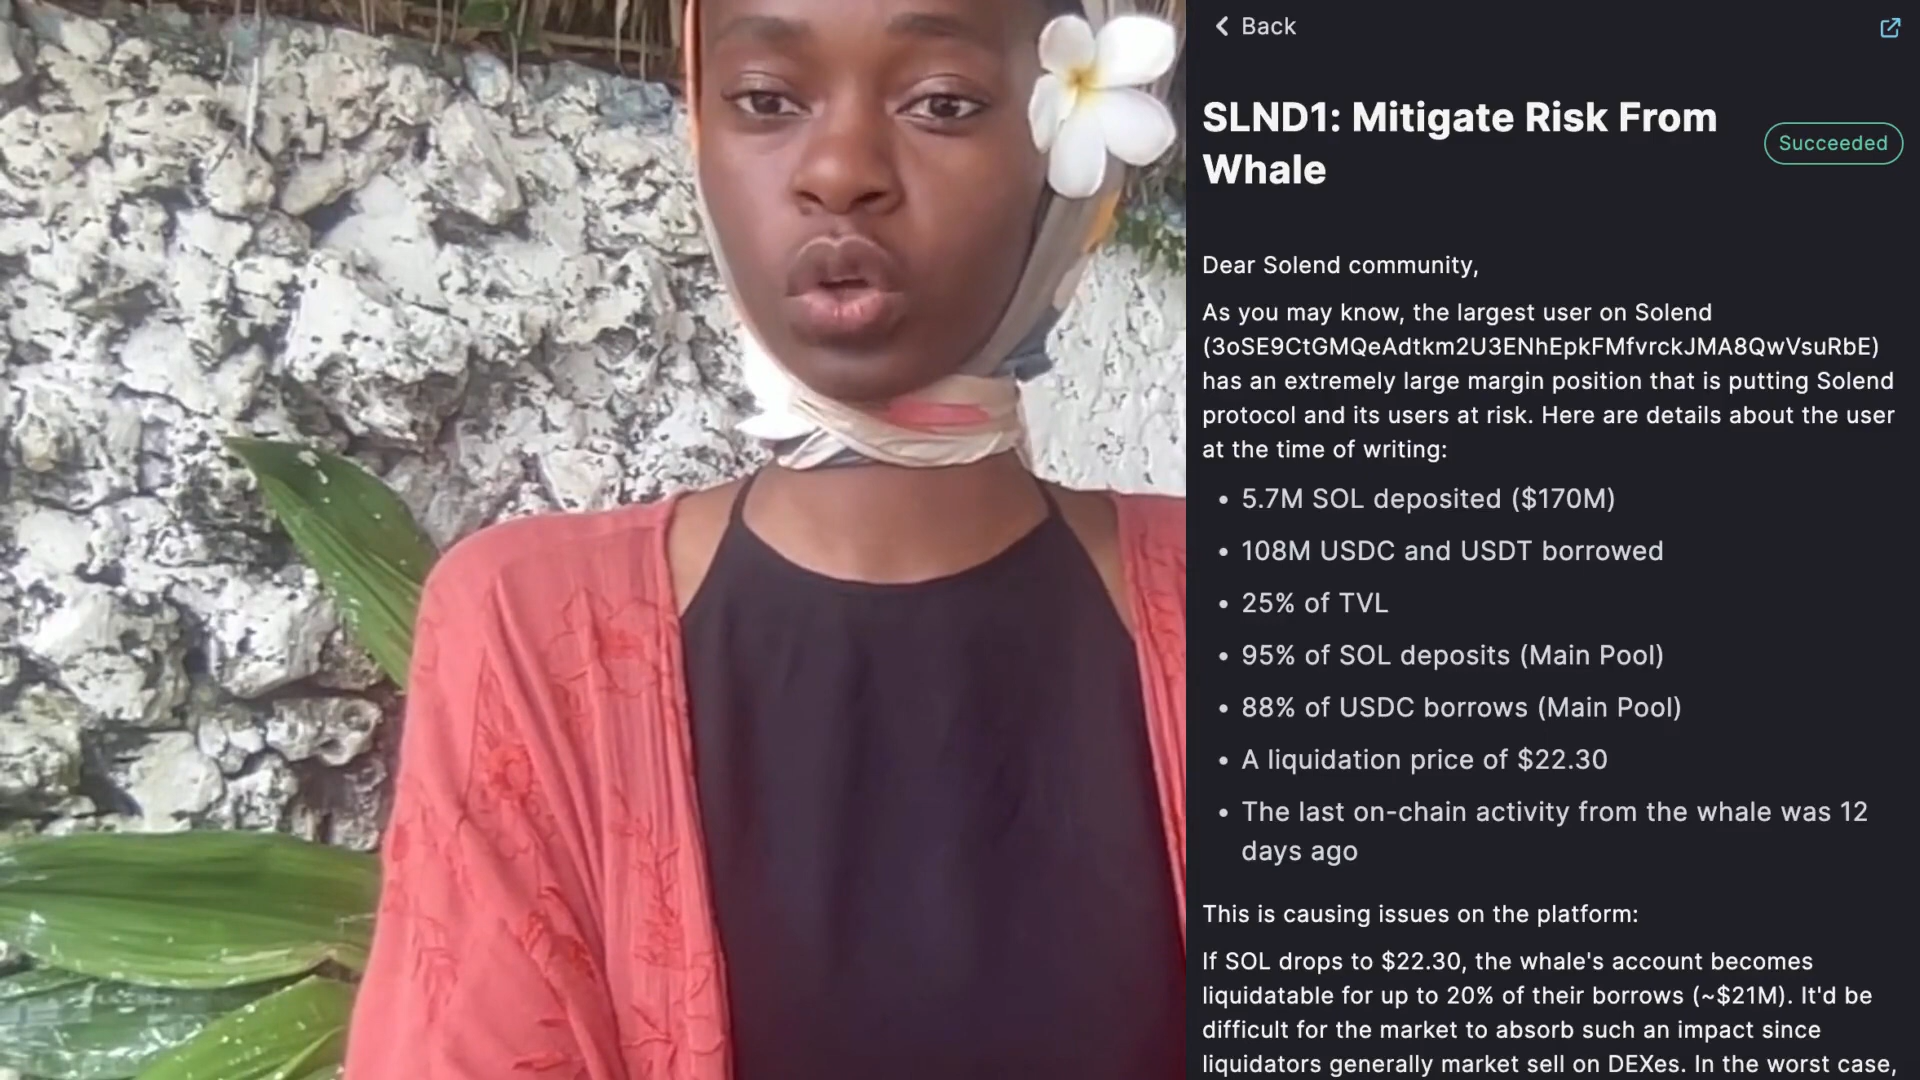 Back
SLND1: Mitigate Risk From
Whale
Succeeded
Dear Solend community,
As you may know, the largest user on Solend
(3oSE9CtGMQeAdtkm2U3ENhEpkFMfvrckJMA8QwVsuRbE)
has an extremely large margin position that is putting Solend
protocol and its users at risk. Here are details about the user
at the time of writing:
• 5.7M SOL deposited ($170M)
• 108M USDC and USDT borrowed
• 25% of TVL
• 95% of SOL deposits (Main Pool)
• 88% of USDC borrows (Main Pool)
• A liquidation price of $22.30
• The last on-chain activity from the whale was 12
days ago
This is causing issues on the platform:
If SOL drops to $22.30, the whale's account becomes
liquidatable for up to 20% of their borrows (~$21M). It'd be
difficult for the market to absorb such an impact since
liquidators generally market sell on DEXes. In the worst case,